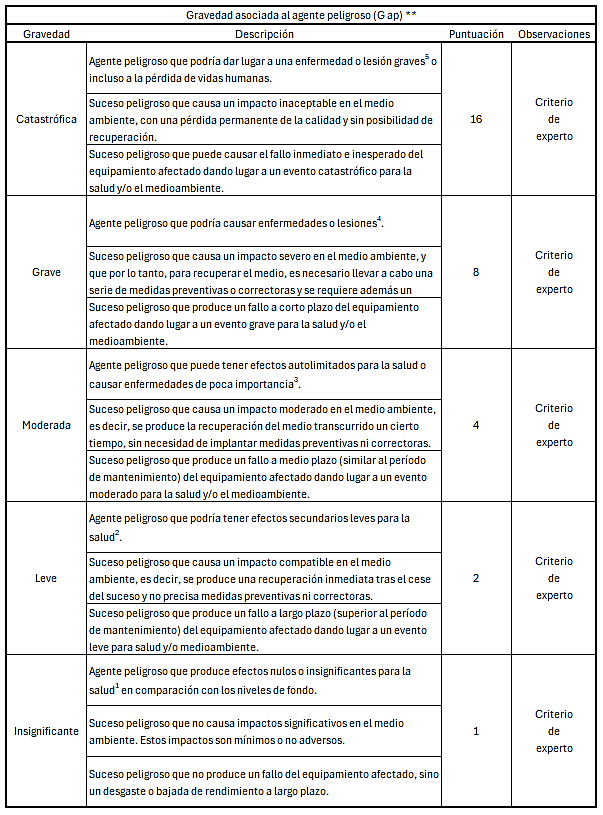 Gravedad asociada al agente peligroso (G ap) **
Gravedad Descripción Puntuación Observaciones
Catastrófica
Agente peligroso que podría dar lugar a una enfermedad o lesión graves⁵ o
incluso a la pérdida de vidas humanas.
Suceso peligroso que causa un impacto inaceptable en el medio
ambiente, con una pérdida permanente de la calidad y sin posibilidad de
recuperación.
Suceso peligroso que puede causar el fallo inmediato e inesperado del
equipamiento afectado dando lugar a un evento catastrófico para la
salud y/o el medioambiente.
16
Criterio
de
experto
Grave
Agente peligroso que podría causar enfermedades o lesiones⁴.
Suceso peligroso que causa un impacto severo en el medio ambiente, y
que por lo tanto, para recuperar el medio, es necesario llevar a cabo una
serie de medidas preventivas o correctoras y se requiere además un
Suceso peligroso que produce un fallo a corto plazo del equipamiento
afectado dando lugar a un evento grave para la salud y/o el
medioambiente.
8
Criterio
de
experto
Moderada
Agente peligroso que puede tener efectos autolimitados para la salud o
causar enfermedades de poca importancia³.
Suceso peligroso que causa un impacto moderado en el medio ambiente,
es decir, se produce la recuperación del medio transcurrido un cierto
tiempo, sin necesidad de implantar medidas preventivas ni correctoras.
Suceso peligroso que produce un fallo a medio plazo (similar al período
de mantenimiento) del equipamiento afectado dando lugar a un evento
moderado para la salud y/o el medioambiente.
4
Criterio
de
experto
Leve
Agente peligroso que podría tener efectos secundarios leves para la
salud².
Suceso peligroso que causa un impacto compatible en el medio
ambiente, es decir, se produce una recuperación inmediata tras el cese
del suceso y no precisa medidas preventivas ni correctoras.
Suceso peligroso que produce un fallo a largo plazo (superior al período
de mantenimiento) del equipamiento afectado dando lugar a un evento
leve para salud y/o medioambiente.
2
Criterio
de
experto
Insignificante
Agente peligroso que produce efectos nulos o insignificantes para la
salud¹ en comparación con los niveles de fondo.
Suceso peligroso que no causa impactos significativos en el medio
ambiente. Estos impactos son mínimos o no adversos.
Suceso peligroso que no produce un fallo del equipamiento afectado, sino
un desgaste o bajada de rendimiento a largo plazo.
1
Criterio
de
experto